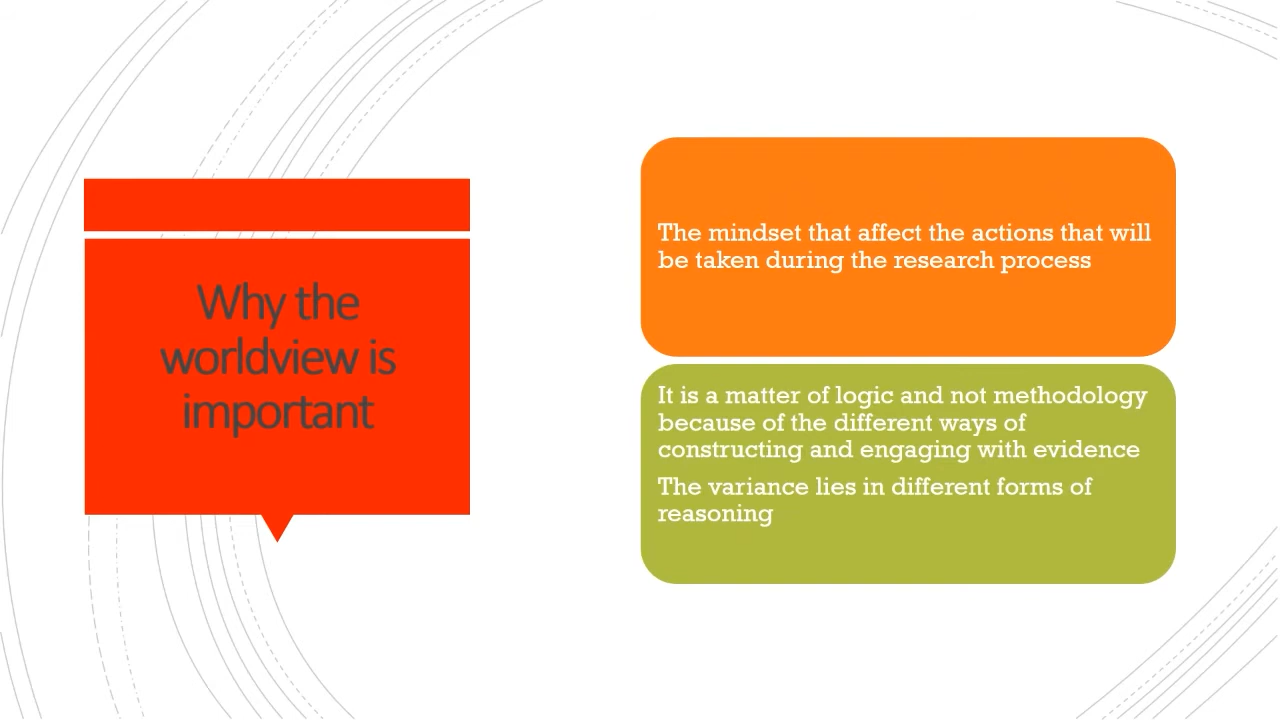 Why the
worldview is
important
The mindset that affect the actions that will
be taken during the research process
It is a matter of logic and not methodology
because of the different ways of
constructing and engaging with evidence
The variance lies in different forms of
reasoning